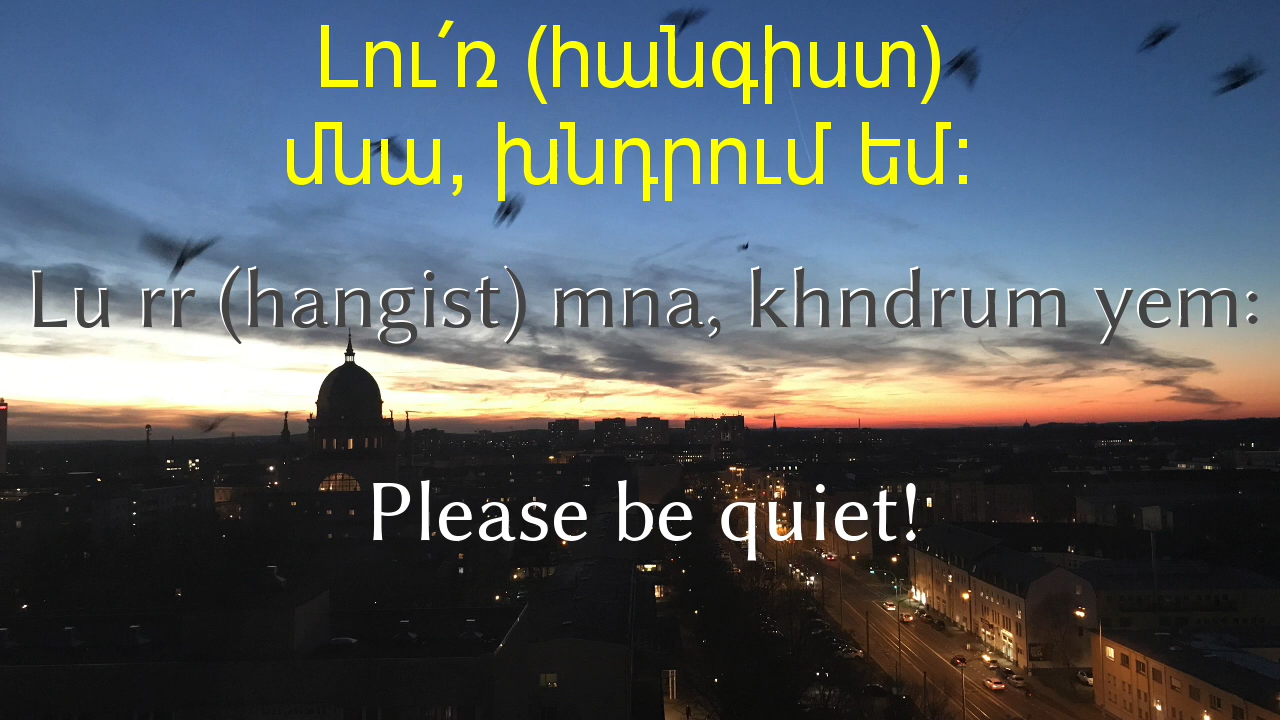 Լու՛ռ (հանգիստ)
մնա, խնդրում եմ:
Lu rr (hangist) mna, khndrum yem:
Please be quiet!